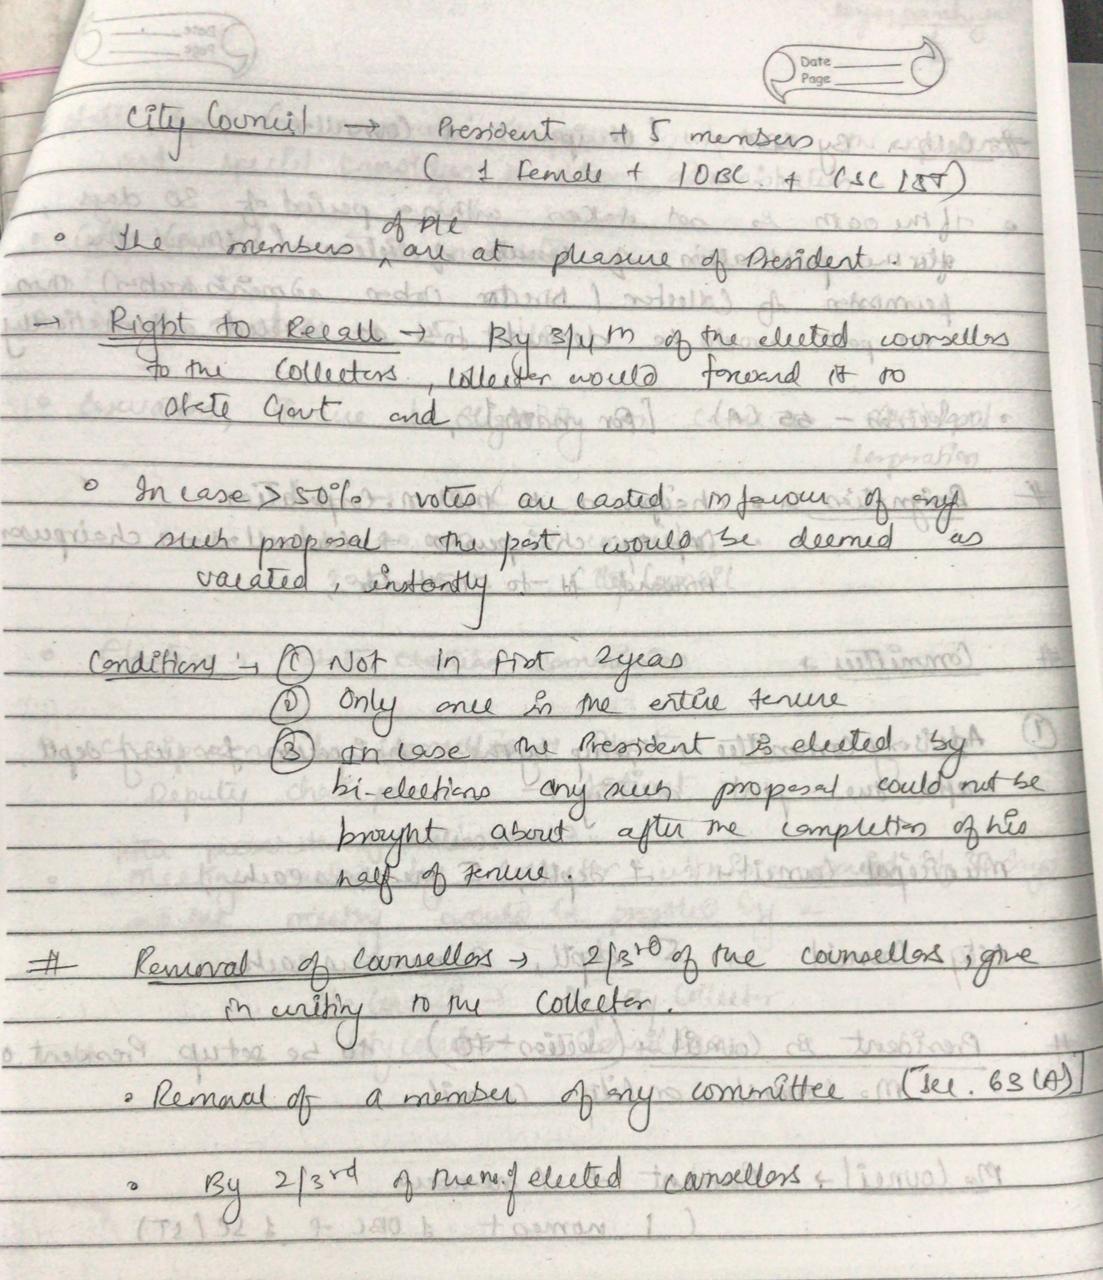 Date
Page
City Council → President + 5 members
( 1 Female + 1 OBC. + (SC / ST)
of PIC
° The members ^ are at pleasure of President.
→ Right to Recall → By 3/4 m of the elected counsellors
to the Collectors, Collecter would forward it to
State Govt and
° In case > 50% votes are casted in favour of any
such proposal the post would be deemed as
vacated, instantly.
Conditions :→ (1) Not in first 2 yeas
(2) Only once in the entire tenure
(3) In case the President is elected by
bi-elections any such proposal could not be
brought about after the completion of his
half of tenure.
# Removal of Counsellors → 2/3rd of the counsellors, give
in writing to the Collecter.
° Removal of a member of any committee [Sec. 63 (A)]
° By 2/3rd of the no. of elected counsellors.